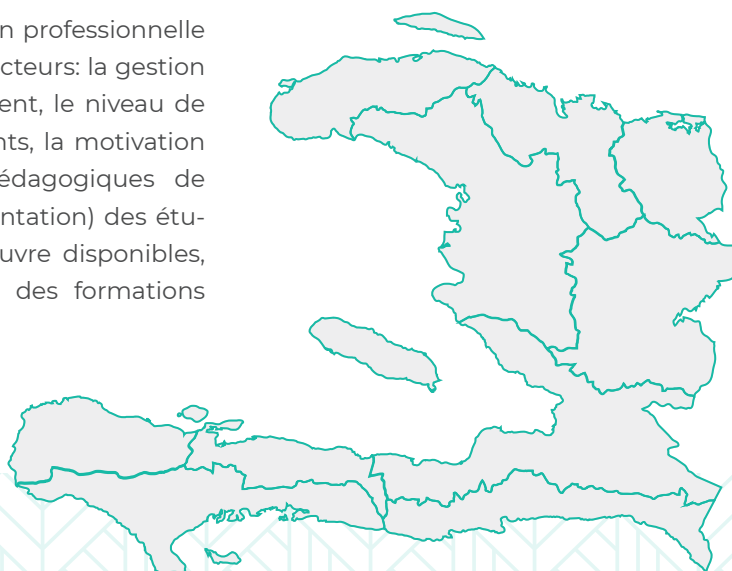 n professionnelle
cteurs: la gestion
ent, le niveau de
nts, la motivation
édagogiques de
ntation) des étu-
uvre disponibles,
des formations